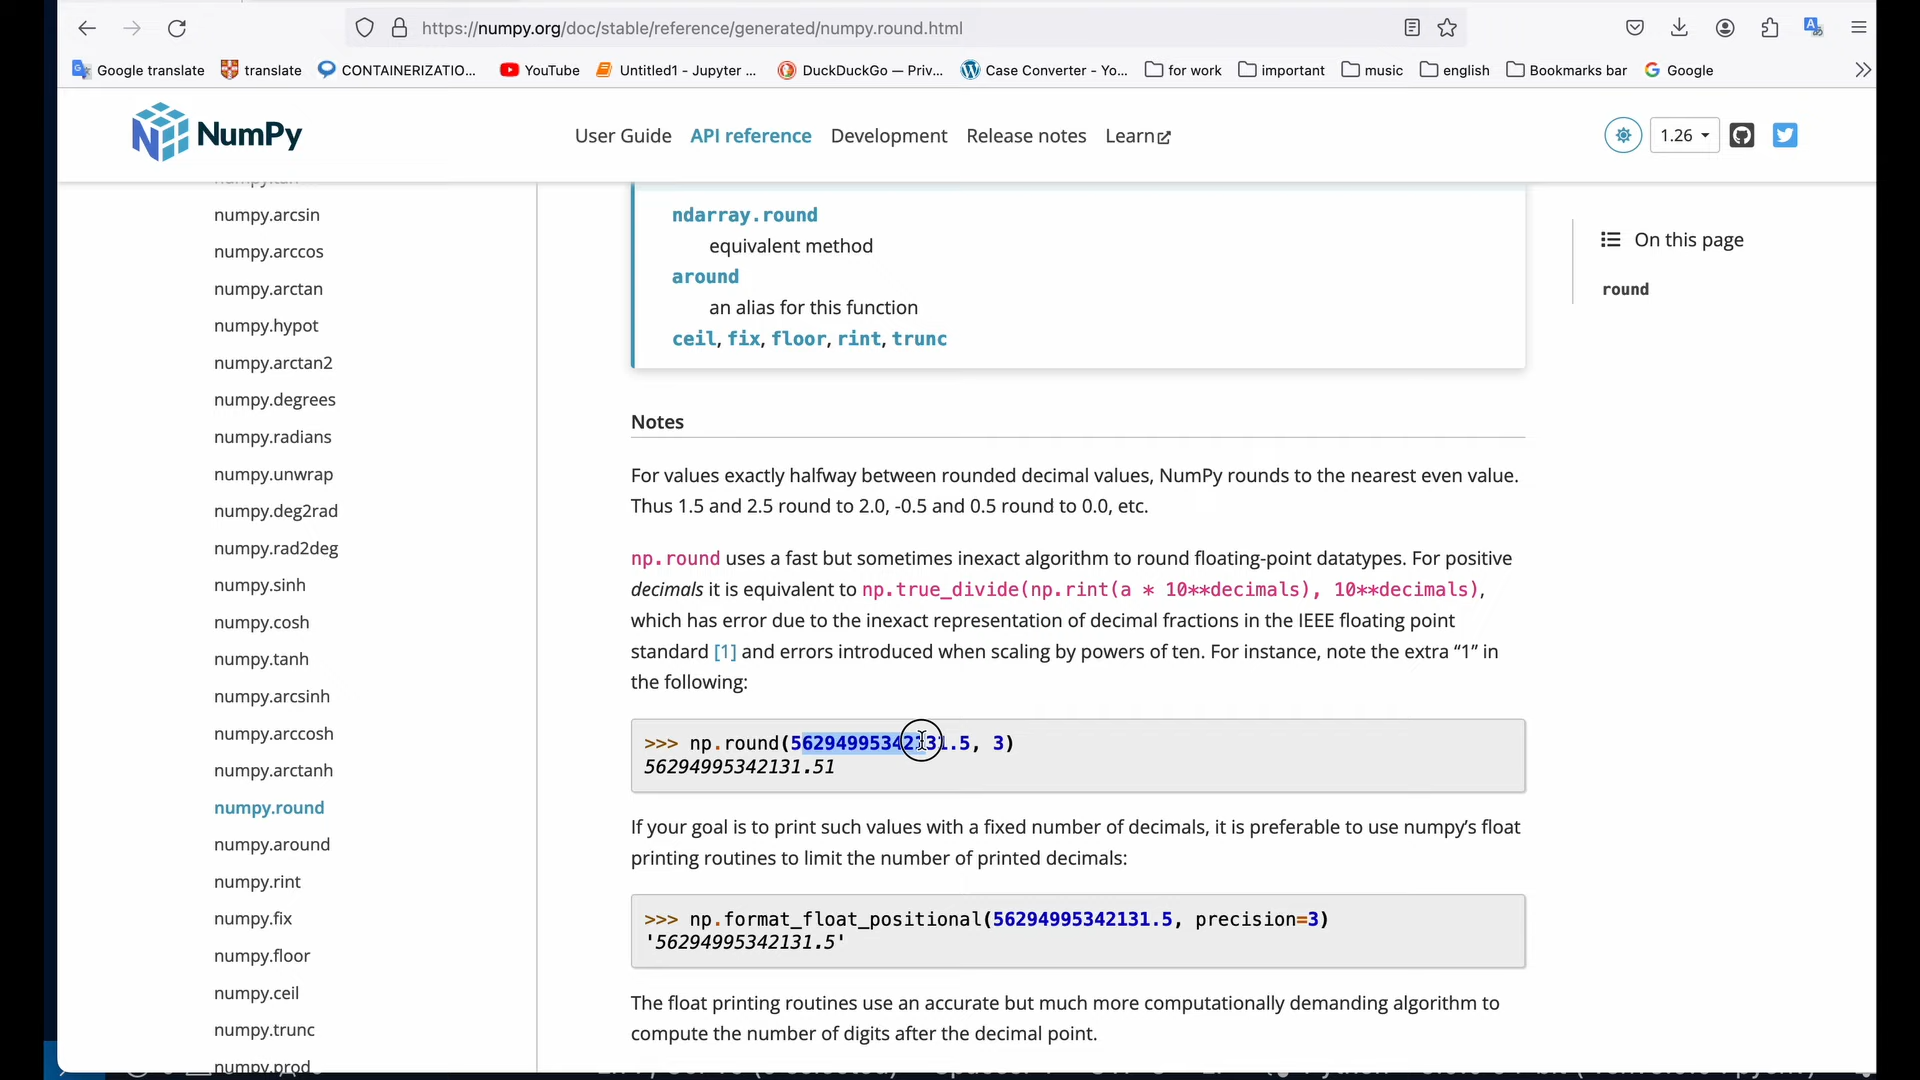 https://numpy.org/doc/stable/reference/generated/numpy.round.html
Google translate translate CONTAINERIZATIO... YouTube Untitled1 - Jupyter ... DuckDuckGo — Priv... Case Converter - Yo... for work important music english Bookmarks bar Google
NumPy User Guide API reference Development Release notes Learn 1.26
numpy.arcsin
numpy.arccos
numpy.arctan
numpy.hypot
numpy.arctan2
numpy.degrees
numpy.radians
numpy.unwrap
numpy.deg2rad
numpy.rad2deg
numpy.sinh
numpy.cosh
numpy.tanh
numpy.arcsinh
numpy.arccosh
numpy.arctanh
numpy.round
numpy.around
numpy.rint
numpy.fix
numpy.floor
numpy.ceil
numpy.trunc
numpy.prod
ndarray.round
equivalent method
around
an alias for this function
ceil, fix, floor, rint, trunc
Notes
For values exactly halfway between rounded decimal values, NumPy rounds to the nearest even value.
Thus 1.5 and 2.5 round to 2.0, -0.5 and 0.5 round to 0.0, etc.
np.round uses a fast but sometimes inexact algorithm to round floating-point datatypes. For positive
decimals it is equivalent to np.true_divide(np.rint(a * 10**decimals), 10**decimals),
which has error due to the inexact representation of decimal fractions in the IEEE floating point
standard [1] and errors introduced when scaling by powers of ten. For instance, note the extra “1” in
the following:
>>> np.round(56294995342131.5, 3)
56294995342131.51
If your goal is to print such values with a fixed number of decimals, it is preferable to use numpy’s float
printing routines to limit the number of printed decimals:
>>> np.format_float_positional(56294995342131.5, precision=3)
'56294995342131.5'
The float printing routines use an accurate but much more computationally demanding algorithm to
compute the number of digits after the decimal point.
On this page
round